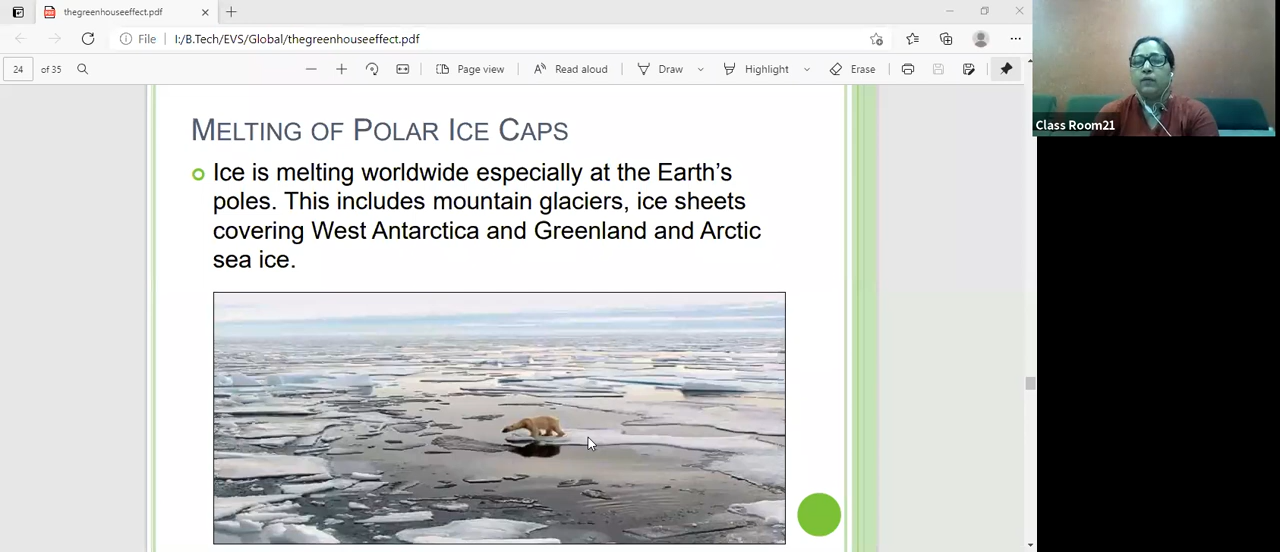 thegreenhouseeffect.pdf
File
I:/B.Tech/EVS/Global/thegreenhouseeffect.pdf
24 of 35
Page view
Read aloud
Draw
Highlight
Erase
MELTING OF POLAR ICE CAPS
Ice is melting worldwide especially at the Earth’s
poles. This includes mountain glaciers, ice sheets
covering West Antarctica and Greenland and Arctic
sea ice.
Class Room21